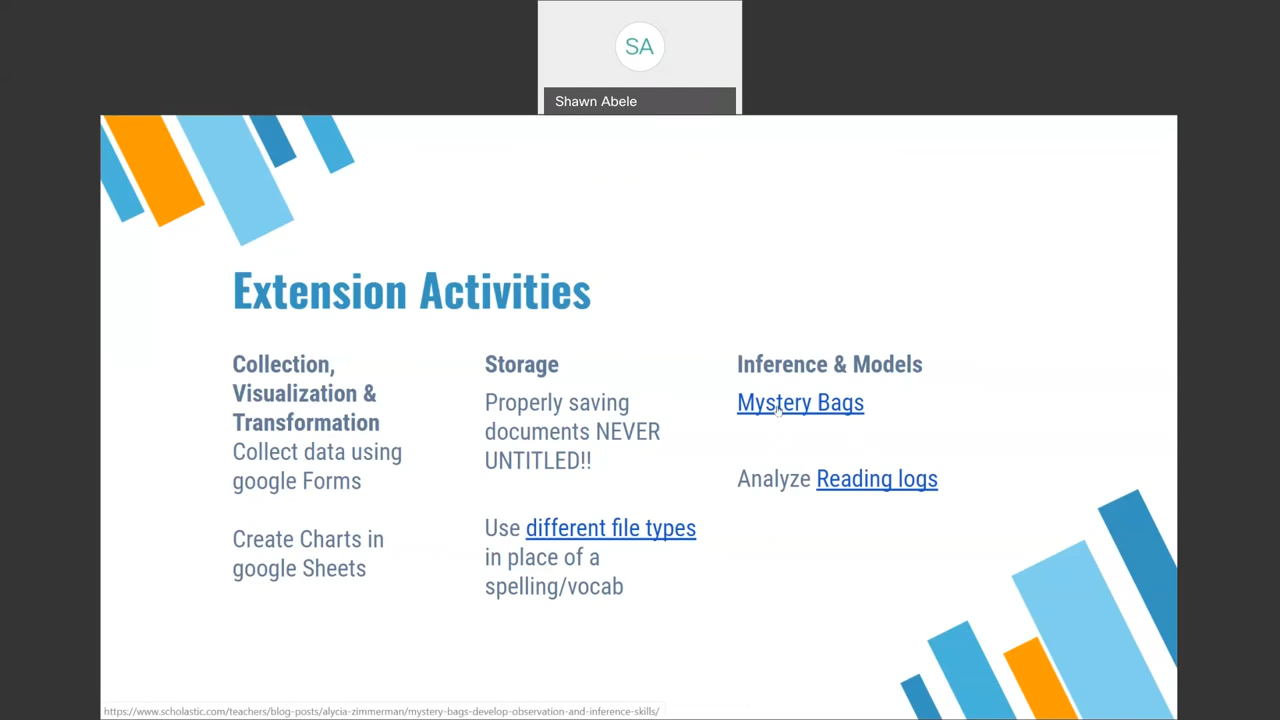 SA
Shawn Abele
Extension Activities
Collection,
Visualization &
Transformation
Collect data using
google Forms
Create Charts in
google Sheets
Storage
Properly saving
documents NEVER
UNTITLED!!
Use different file types
in place of a
spelling/vocab
Inference & Models
Mystery Bags
Analyze Reading logs
https://www.scholastic.com/teachers/blog-posts/alycia-zimmerman/mystery-bags-develop-observation-and-inference-skills/